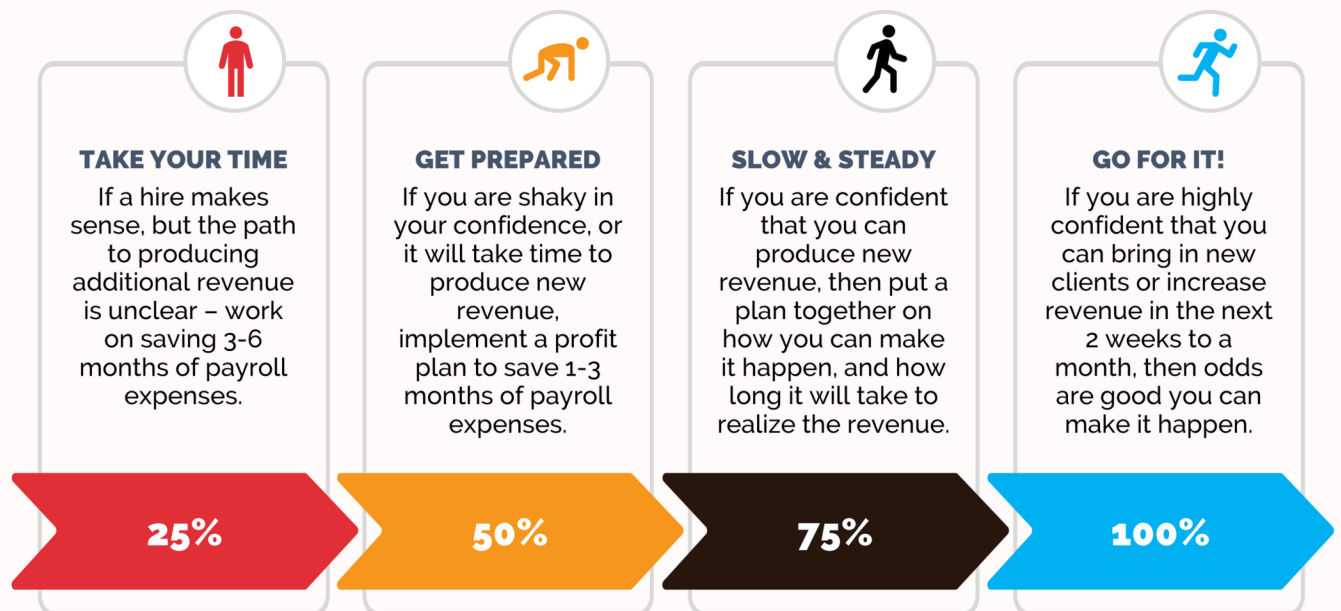 TAKE YOUR TIME
If a hire makes
sense, but the path
to producing
additional revenue
is unclear – work
on saving 3-6
months of payroll
expenses.
25%
GET PREPARED
If you are shaky in
your confidence, or
it will take time to
produce new
revenue,
implement a profit
plan to save 1-3
months of payroll
expenses.
50%
SLOW & STEADY
If you are confident
that you can
produce new
revenue, then put a
plan together on
how you can make
it happen, and how
long it will take to
realize the revenue.
75%
GO FOR IT!
If you are highly
confident that you
can bring in new
clients or increase
revenue in the next
2 weeks to a
month, then odds
are good you can
make it happen.
100%